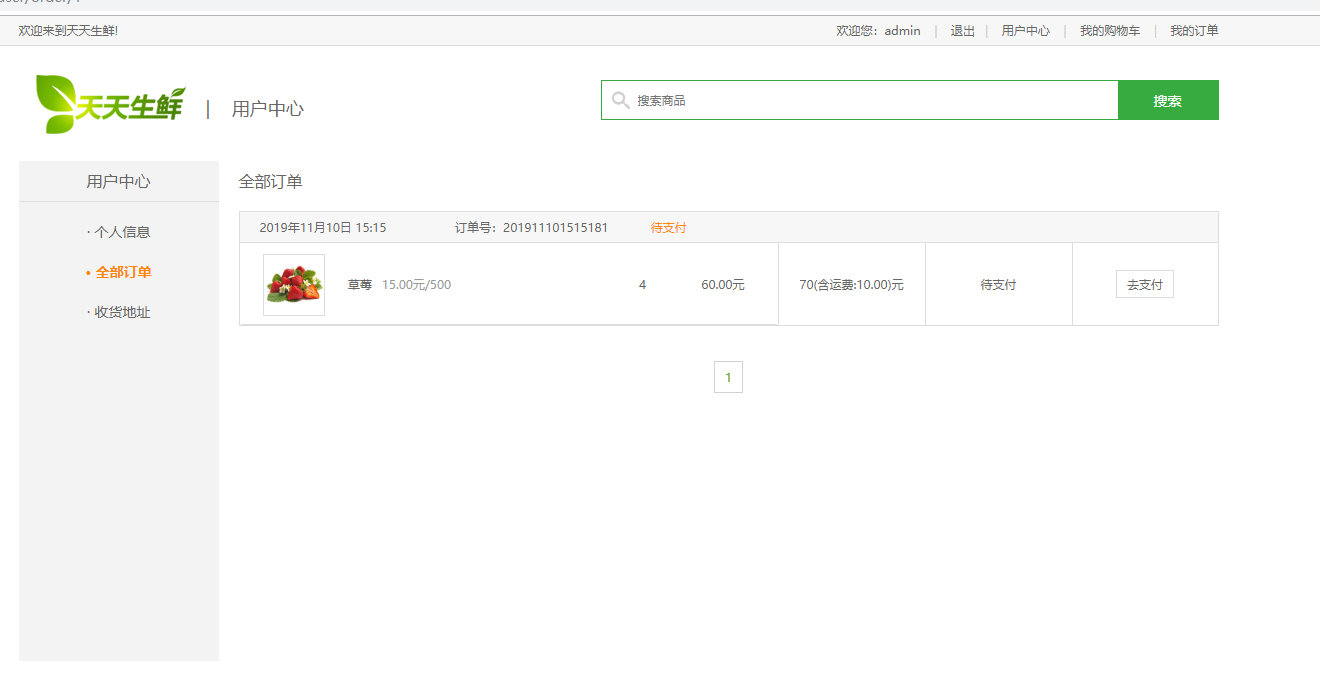 欢迎来到天天生鲜!
欢迎您：admin | 退出 | 用户中心 | 我的购物车 | 我的订单
天天生鲜 | 用户中心
搜索商品 搜索
用户中心
· 个人信息
• 全部订单
· 收货地址
全部订单
2019年11月10日 15:15 订单号：201911101515181 待支付
草莓 15.00元/500 4 60.00元 70(含运费:10.00)元 待支付 去支付
1